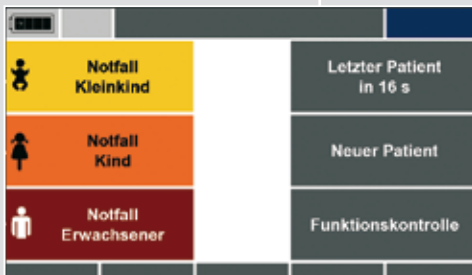 Notfall
Kleinkind
Letzter Patient
in 16 s
Notfall
Kind
Neuer Patient
Notfall
Erwachsener
Funktionskontrolle